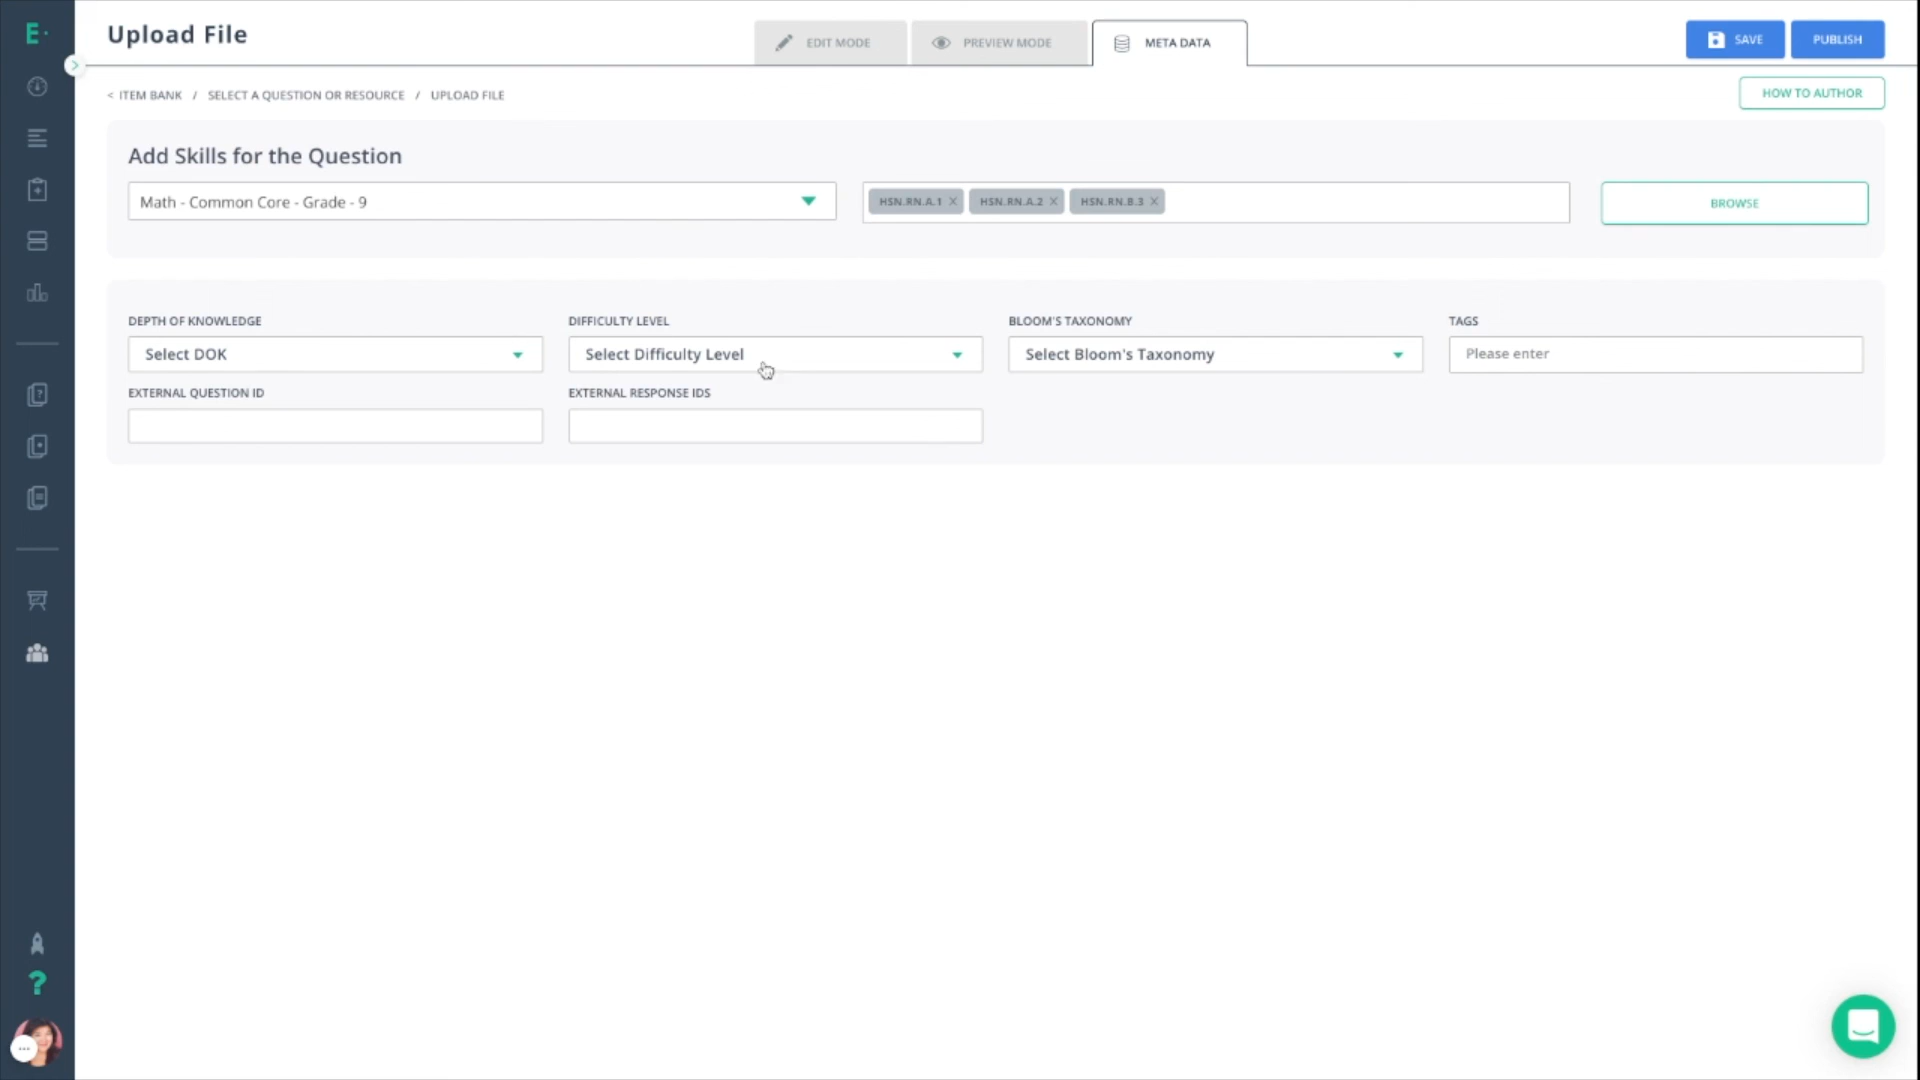 E
Upload File
EDIT MODE
PREVIEW MODE
META DATA
SAVE
PUBLISH
< ITEM BANK / SELECT A QUESTION OR RESOURCE / UPLOAD FILE
HOW TO AUTHOR
Add Skills for the Question
Math - Common Core - Grade - 9
HSN.RN.A.1 × HSN.RN.A.2 × HSN.RN.B.3 ×
BROWSE
DEPTH OF KNOWLEDGE
DIFFICULTY LEVEL
BLOOM'S TAXONOMY
TAGS
Select DOK
Select Difficulty Level
Select Bloom's Taxonomy
Please enter
EXTERNAL QUESTION ID
EXTERNAL RESPONSE IDS
?